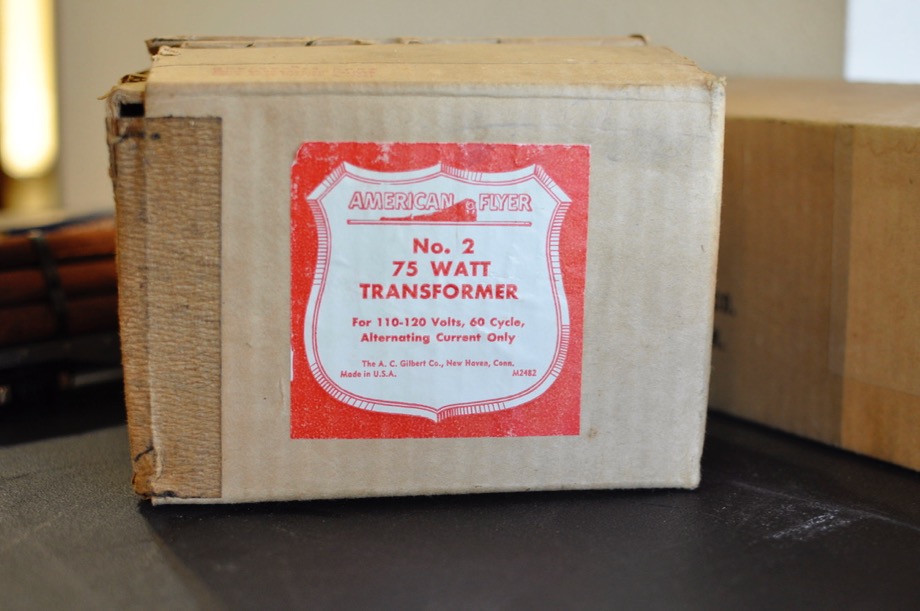 AMERICAN FLYER
No. 2
75 WATT
TRANSFORMER
For 110-120 Volts, 60 Cycle,
Alternating Current Only
The A. C. Gilbert Co., New Haven, Conn.
Made in U.S.A. M2482